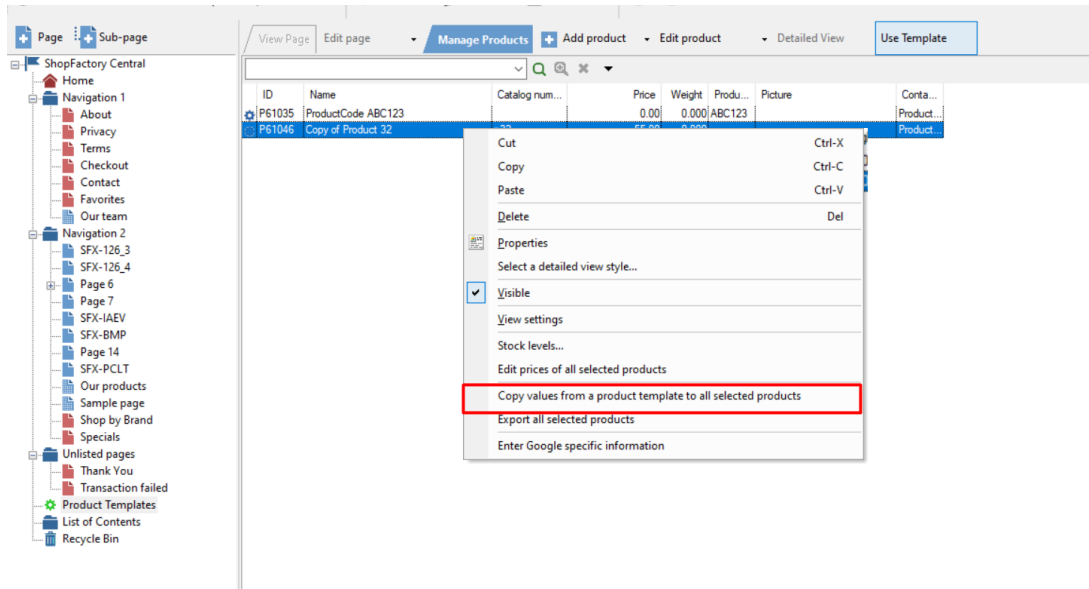 Page Sub-page View Page Edit page Manage Products Add product Edit product Detailed View Use Template
ShopFactory Central
Home
Navigation 1
About
Privacy
Terms
Checkout
Contact
Favorites
Our team
Navigation 2
SFX-126_3
SFX-126_4
Page 6
Page 7
SFX-IAEV
SFX-BMP
Page 14
SFX-PCLT
Our products
Sample page
Shop by Brand
Specials
Unlisted pages
Thank You
Transaction failed
Product Templates
List of Contents
Recycle Bin
ID Name Catalog num... Price Weight Produ... Picture Conta...
P61035 ProductCode ABC123 0.00 0.000 ABC123 Product...
P61046 Copy of Product 32 32 55.00 0.000 Product...
Cut Ctrl-X
Copy Ctrl-C
Paste Ctrl-V
Delete Del
Properties
Select a detailed view style...
Visible
View settings
Stock levels...
Edit prices of all selected products
Copy values from a product template to all selected products
Export all selected products
Enter Google specific information